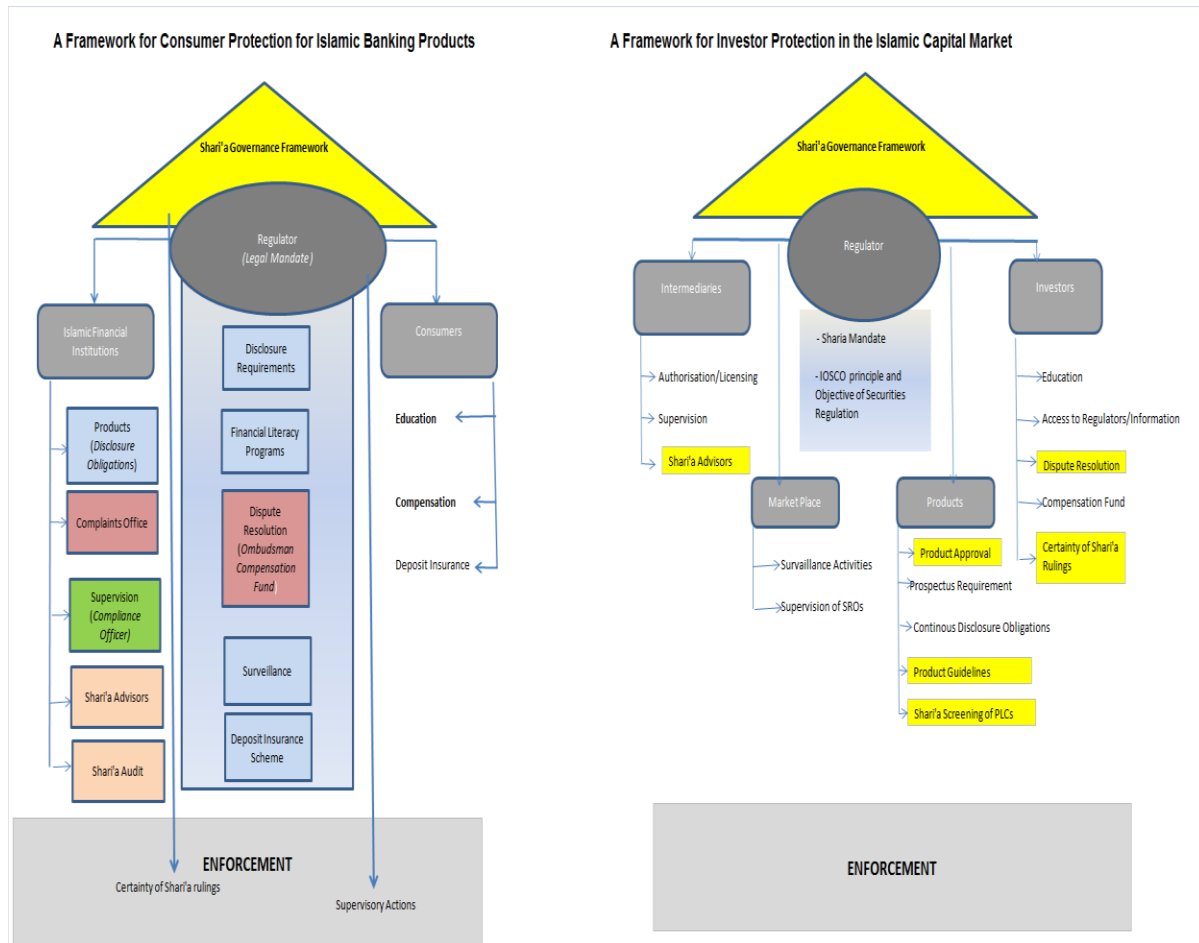 A Framework for Consumer Protection for Islamic Banking Products
Shari'a Governance Framework
Regulator
(Legal Mandate)
Islamic Financial
Institutions
Products
(Disclosure
Obligations)
Complaints Office
Supervision
(Compliance
Officer)
Shari'a Advisors
Shari'a Audit
Disclosure
Requirements
Financial Literacy
Programs
Dispute
Resolution
(Ombudsman
Compensation
Fund)
Surveillance
Deposit Insurance
Scheme
Consumers
Education
Compensation
Deposit Insurance
ENFORCEMENT
Certainty of Shari'a rulings
Supervisory Actions
A Framework for Investor Protection in the Islamic Capital Market
Shari'a Governance Framework
Regulator
Intermediaries
Authorisation/Licensing
Supervision
Shari'a Advisors
- Sharia Mandate
- IOSCO principle and
Objective of Securities
Regulation
Market Place
Survaillance Activities
Supervision of SROs
Products
Product Approval
Prospectus Requirement
Continous Disclosure Obligations
Product Guidelines
Shari'a Screening of PLCs
Investors
Education
Access to Regulators/Information
Dispute Resolution
Compensation Fund
Certainty of Shari'a
Rulings
ENFORCEMENT